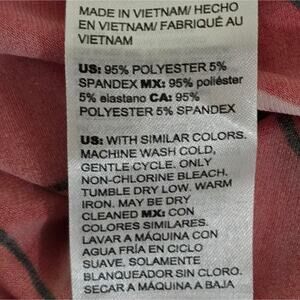 MADE IN VIETNAM/ HECHO
EN VIETNAM/ FABRIQUÉ AU
VIETNAM
US: 95% POLYESTER 5%
SPANDEX MX: 95% poliéster
5% elastano CA: 95%
POLYESTER 5% SPANDEX
US: WITH SIMILAR COLORS.
MACHINE WASH COLD,
GENTLE CYCLE. ONLY
NON-CHLORINE BLEACH.
TUMBLE DRY LOW. WARM
IRON. MAY BE DRY
CLEANED MX: CON
COLORES SIMILARES.
LAVAR A MÁQUINA CON
AGUA FRÍA EN CICLO
SUAVE. SOLAMENTE
BLANQUEADOR SIN CLORO.
SECAR A MÁQUINA A BAJA